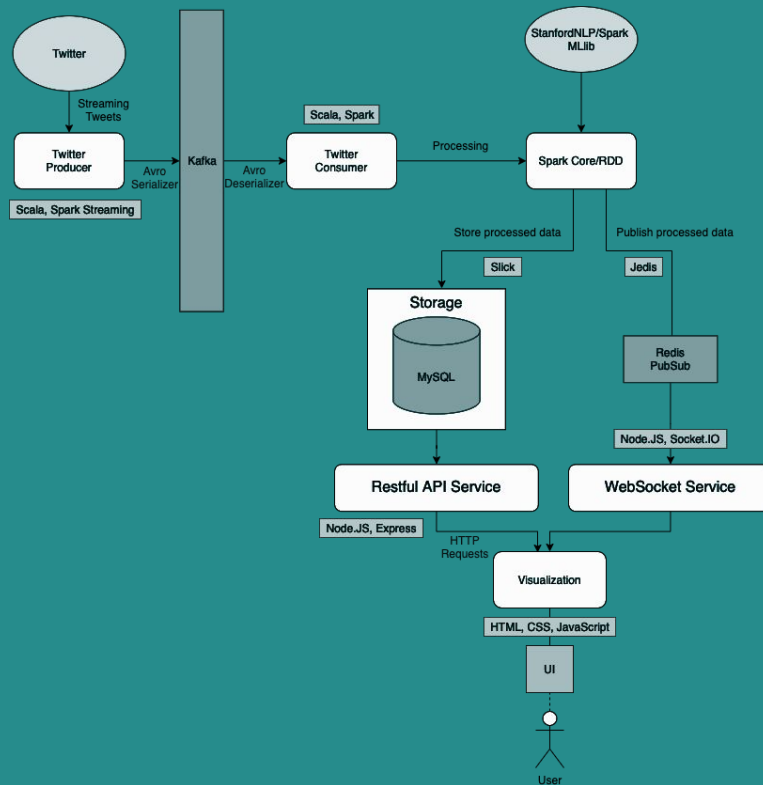 StanfordNLP/Spark
MLlib
Twitter
Streaming
Tweets
Scala, Spark
Twitter
Producer
Avro
Serializer
Kafka
Avro
Deserializer
Twitter
Consumer
Processing
Spark Core/RDD
Scala, Spark Streaming
Store processed data
Publish processed data
Slick
Jedis
Storage
MySQL
Redis
PubSub
Node.JS, Socket.IO
Restful API Service
WebSocket Service
Node.JS, Express
HTTP
Requests
Visualization
HTML, CSS, JavaScript
UI
User